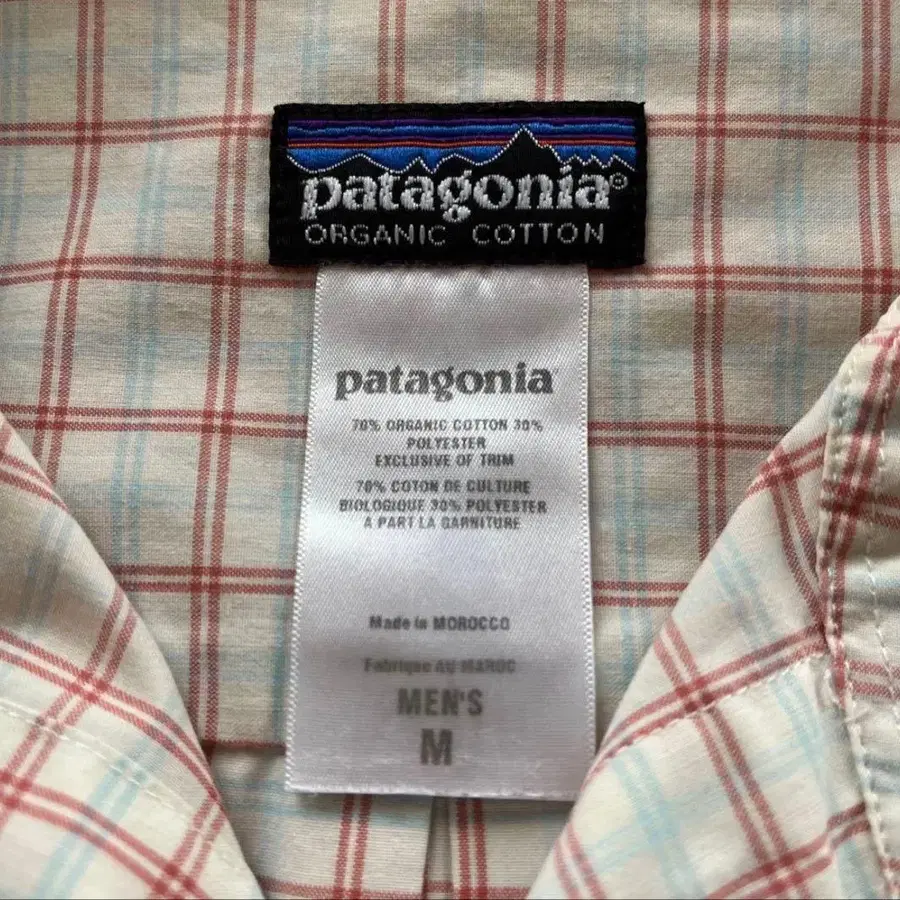 patagonia®
ORGANIC COTTON
patagonia
70% ORGANIC COTTON 30%
POLYESTER
EXCLUSIVE OF TRIM
70% COTON DE CULTURE
BIOLOGIQUE 30% POLYESTER
A PART LA GARNITURE
Made in MOROCCO
Fabrique AU MAROC
MEN'S
M